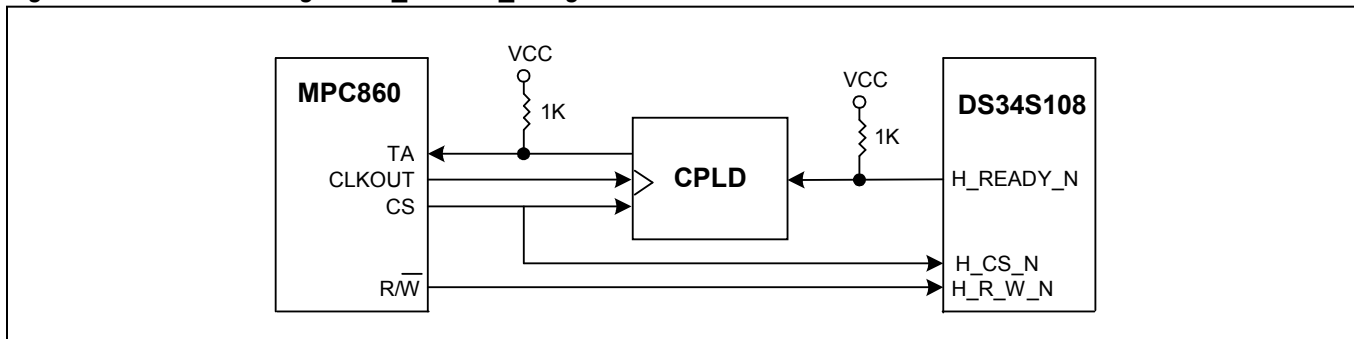 VCC
VCC
MPC860
DS34S108
1K
1K
TA
CPLD
CLKOUT
H_READY_N
CS
H_CS_N
R/W̅
H_R_W_N